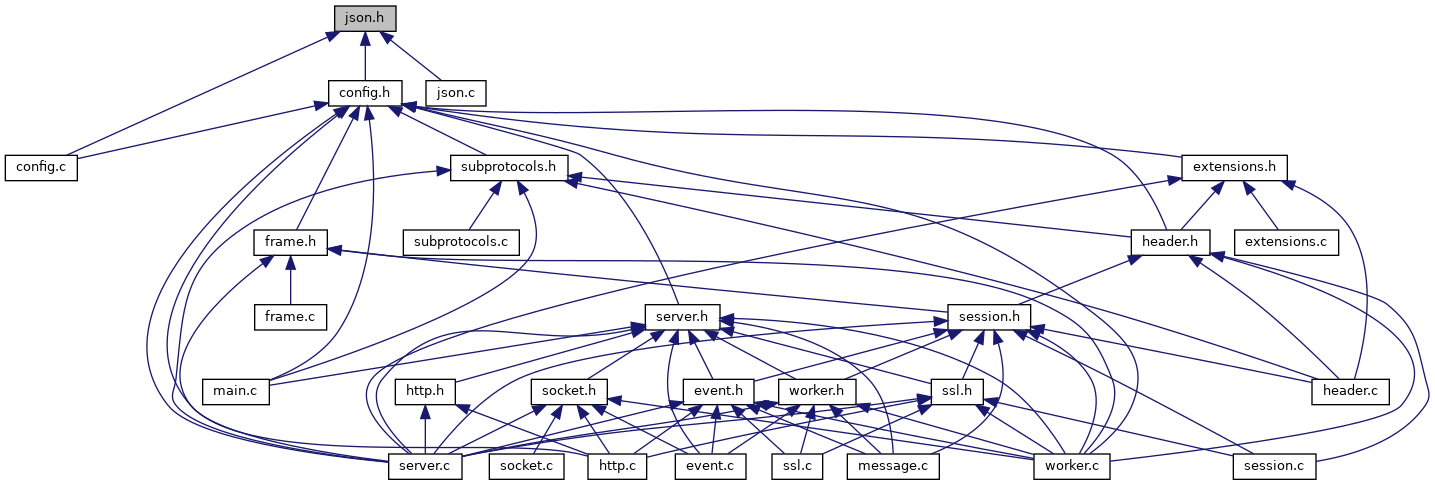 json.h
config.h
json.c
config.c
subprotocols.h
extensions.h
frame.h
subprotocols.c
header.h
extensions.c
frame.c
server.h
session.h
main.c
http.h
socket.h
event.h
worker.h
ssl.h
header.c
server.c
socket.c
http.c
event.c
ssl.c
message.c
worker.c
session.c